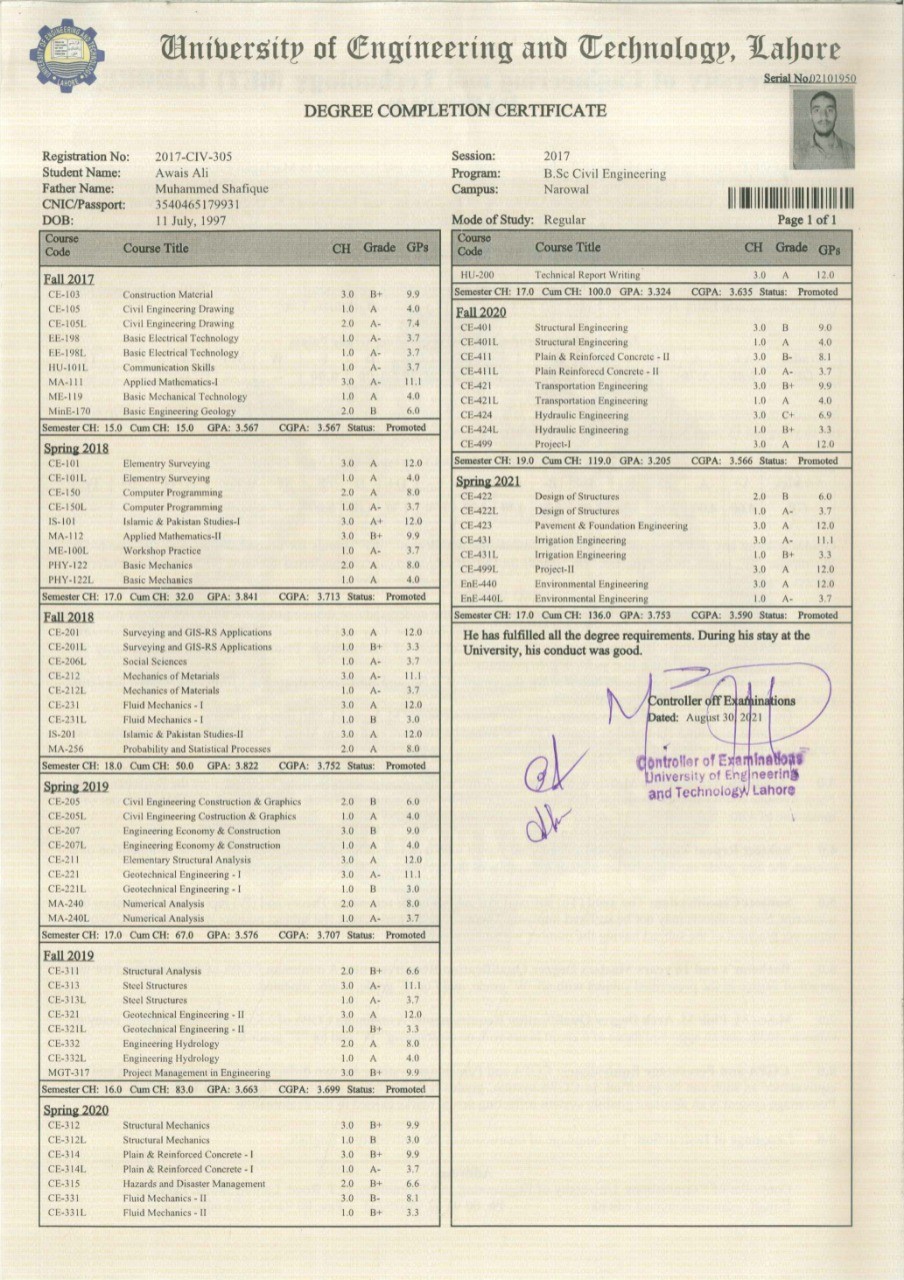 University of Engineering and Technology, Lahore
Serial No.02101950
DEGREE COMPLETION CERTIFICATE
Registration No: 2017-CIV-305
Student Name: Awais Ali
Father Name: Muhammed Shafique
CNIC/Passport: 3540465179931
DOB: 11 July, 1997
Session: 2017
Program: B.Sc Civil Engineering
Campus: Narowal
Mode of Study: Regular
Page 1 of 1
Course Code Course Title CH Grade GPs
Fall 2017
CE-103 Construction Material 3.0 B+ 9.9
CE-105 Civil Engineering Drawing 1.0 A 4.0
CE-105L Civil Engineering Drawing 2.0 A- 7.4
EE-198 Basic Electrical Technology 1.0 A- 3.7
EE-198L Basic Electrical Technology 1.0 A- 3.7
HU-101L Communication Skills 1.0 A- 3.7
MA-111 Applied Mathematics-I 3.0 A- 11.1
ME-119 Basic Mechanical Technology 1.0 A 4.0
MinE-170 Basic Engineering Geology 2.0 B 6.0
Semester CH: 15.0 Cum CH: 15.0 GPA: 3.567 CGPA: 3.567 Status: Promoted
Spring 2018
CE-101 Elementry Surveying 3.0 A 12.0
CE-101L Elementry Surveying 1.0 A 4.0
CE-150 Computer Programming 2.0 A 8.0
CE-150L Computer Programming 1.0 A- 3.7
IS-101 Islamic & Pakistan Studies-I 3.0 A+ 12.0
MA-112 Applied Mathematics-II 3.0 B+ 9.9
ME-100L Workshop Practice 1.0 A- 3.7
PHY-122 Basic Mechanics 2.0 A 8.0
PHY-122L Basic Mechanics 1.0 A 4.0
Semester CH: 17.0 Cum CH: 32.0 GPA: 3.841 CGPA: 3.713 Status: Promoted
Fall 2018
CE-201 Surveying and GIS-RS Applications 3.0 A 12.0
CE-201L Surveying and GIS-RS Applications 1.0 B+ 3.3
CE-206L Social Sciences 1.0 A- 3.7
CE-212 Mechanics of Metarials 3.0 A- 11.1
CE-212L Mechanics of Materials 1.0 A- 3.7
CE-231 Fluid Mechanics - I 3.0 A 12.0
CE-231L Fluid Mechanics - I 1.0 B 3.0
IS-201 Islamic & Pakistan Studies-II 3.0 A 12.0
MA-256 Probability and Statistical Processes 2.0 A 8.0
Semester CH: 18.0 Cum CH: 50.0 GPA: 3.822 CGPA: 3.752 Status: Promoted
Spring 2019
CE-205 Civil Engineering Construction & Graphics 2.0 B 6.0
CE-205L Civil Engineering Costruction & Graphics 1.0 A 4.0
CE-207 Engineering Economy & Construction 3.0 B 9.0
CE-207L Engineering Economy & Construction 1.0 A 4.0
CE-211 Elementary Structural Analysis 3.0 A 12.0
CE-221 Geotechnical Engineering - I 3.0 A- 11.1
CE-221L Geotechnical Engineering - I 1.0 B 3.0
MA-240 Numerical Analysis 2.0 A 8.0
MA-240L Numerical Analysis 1.0 A- 3.7
Semester CH: 17.0 Cum CH: 67.0 GPA: 3.576 CGPA: 3.707 Status: Promoted
Fall 2019
CE-311 Structural Analysis 2.0 B+ 6.6
CE-313 Steel Structures 3.0 A- 11.1
CE-313L Steel Structures 1.0 A- 3.7
CE-321 Geotechnical Engineering - II 3.0 A 12.0
CE-321L Geotechnical Engineering - II 1.0 B+ 3.3
CE-332 Engineering Hydrology 2.0 A 8.0
CE-332L Engineering Hydrology 1.0 A 4.0
MGT-317 Project Management in Engineering 3.0 B+ 9.9
Semester CH: 16.0 Cum CH: 83.0 GPA: 3.663 CGPA: 3.699 Status: Promoted
Spring 2020
CE-312 Structural Mechanics 3.0 B+ 9.9
CE-312L Structural Mechanics 1.0 B 3.0
CE-314 Plain & Reinforced Concrete - I 3.0 B+ 9.9
CE-314L Plain & Reinforced Concrete - I 1.0 A- 3.7
CE-315 Hazards and Disaster Management 2.0 B+ 6.6
CE-331 Fluid Mechanics - II 3.0 B- 8.1
CE-331L Fluid Mechanics - II 1.0 B+ 3.3
Course Code Course Title CH Grade GPs
HU-200 Technical Report Writing 3.0 A 12.0
Semester CH: 17.0 Cum CH: 100.0 GPA: 3.324 CGPA: 3.635 Status: Promoted
Fall 2020
CE-401 Structural Engineering 3.0 B 9.0
CE-401L Structural Engineering 1.0 A 4.0
CE-411 Plain & Reinforced Concrete - II 3.0 B- 8.1
CE-411L Plain Reinforced Concrete - II 1.0 A- 3.7
CE-421 Transportation Engineering 3.0 B+ 9.9
CE-421L Transportation Engineering 1.0 A 4.0
CE-424 Hydraulic Engineering 3.0 C+ 6.9
CE-424L Hydraulic Engineering 1.0 B+ 3.3
CE-499 Project-I 3.0 A 12.0
Semester CH: 19.0 Cum CH: 119.0 GPA: 3.205 CGPA: 3.566 Status: Promoted
Spring 2021
CE-422 Design of Structures 2.0 B 6.0
CE-422L Design of Structures 1.0 A- 3.7
CE-423 Pavement & Foundation Engineering 3.0 A 12.0
CE-431 Irrigation Engineering 3.0 A- 11.1
CE-431L Irrigation Engineering 1.0 B+ 3.3
CE-499L Project-II 3.0 A 12.0
EnE-440 Environmental Engineering 3.0 A 12.0
EnE-440L Environmental Engineering 1.0 A- 3.7
Semester CH: 17.0 Cum CH: 136.0 GPA: 3.753 CGPA: 3.590 Status: Promoted
He has fulfilled all the degree requirements. During his stay at the
University, his conduct was good.
Controller off Examinations
Dated: August 30, 2021
Controller of Examinations
University of Engineering
and Technology, Lahore